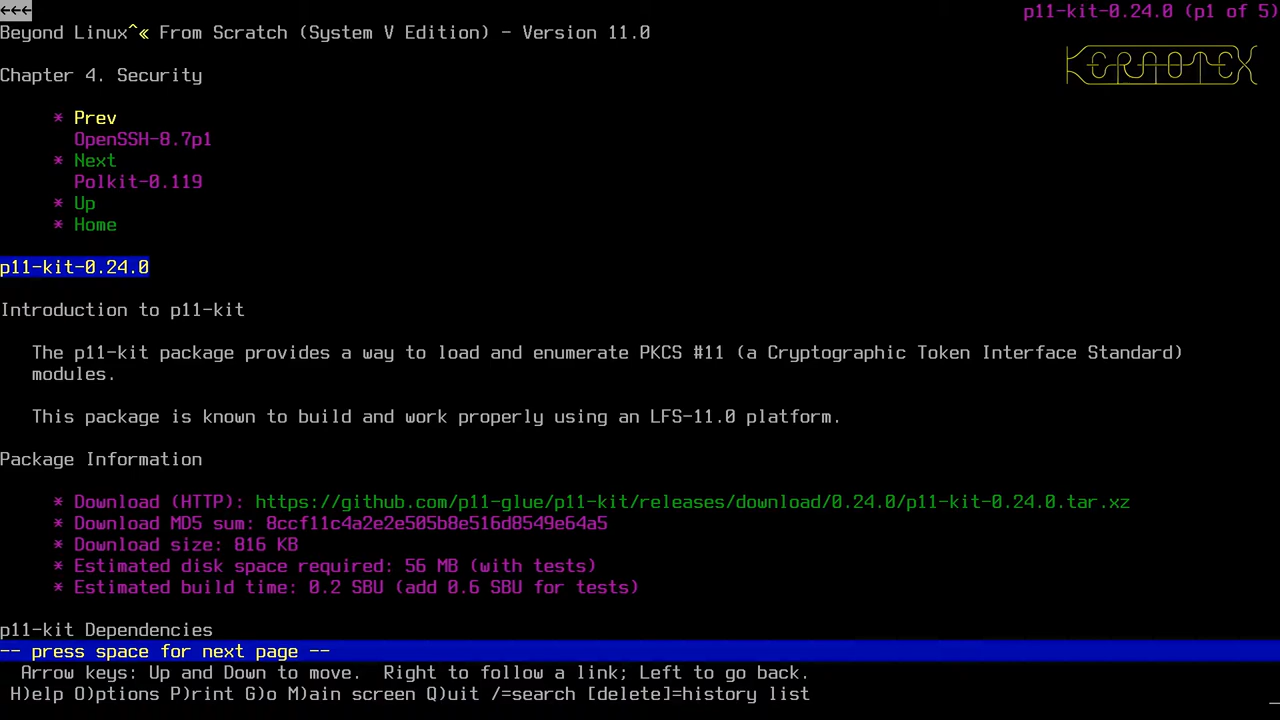 ←←← p11-kit-0.24.0 (p1 of 5)
Beyond Linux^« From Scratch (System V Edition) - Version 11.0
KERAOTEX
Chapter 4. Security
* Prev
OpenSSH-8.7p1
* Next
Polkit-0.119
* Up
* Home
p11-kit-0.24.0
Introduction to p11-kit
The p11-kit package provides a way to load and enumerate PKCS #11 (a Cryptographic Token Interface Standard)
modules.
This package is known to build and work properly using an LFS-11.0 platform.
Package Information
* Download (HTTP): https://github.com/p11-glue/p11-kit/releases/download/0.24.0/p11-kit-0.24.0.tar.xz
* Download MD5 sum: 8ccf11c4a2e2e505b8e516d8549e64a5
* Download size: 816 KB
* Estimated disk space required: 56 MB (with tests)
* Estimated build time: 0.2 SBU (add 0.6 SBU for tests)
p11-kit Dependencies
-- press space for next page --
Arrow keys: Up and Down to move.  Right to follow a link; Left to go back.
H)elp O)ptions P)rint G)o M)ain screen Q)uit /=search [delete]=history list